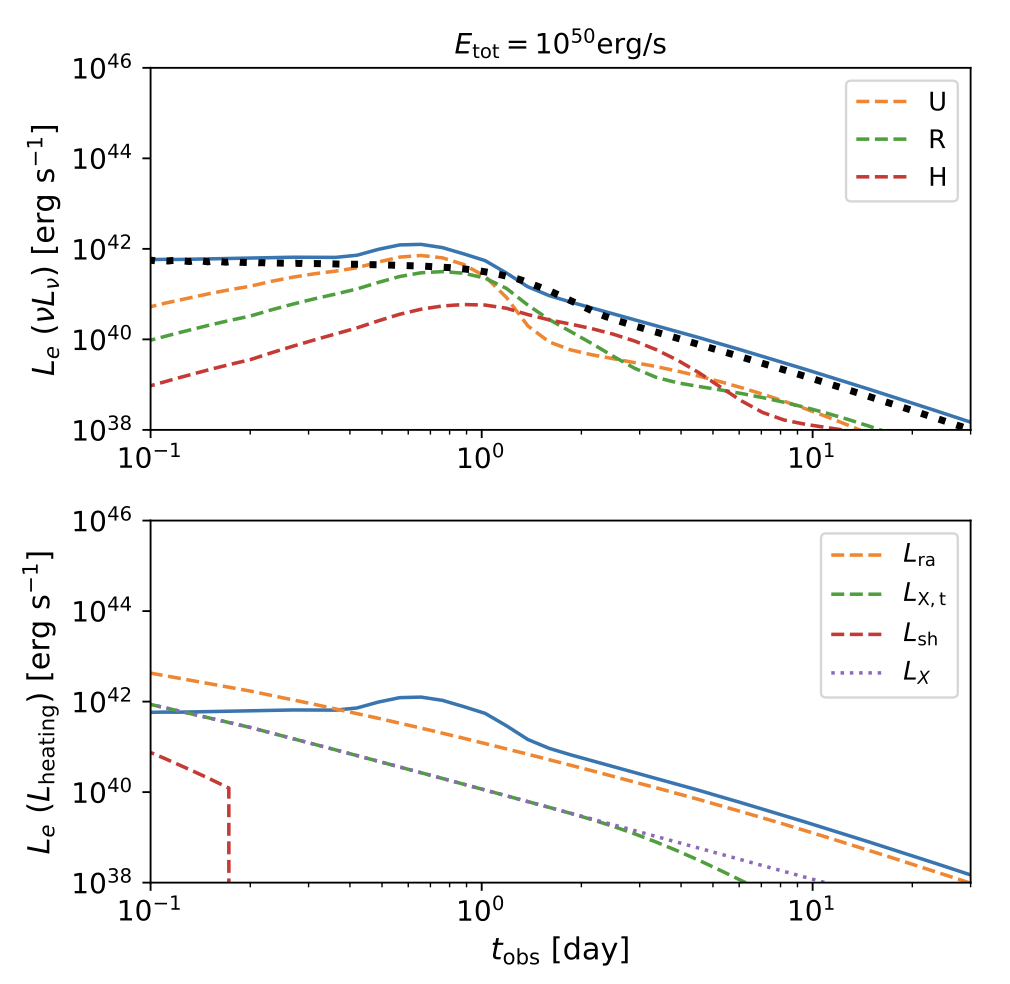 E_tot = 10^50 erg/s
L_e (νL_ν) [erg s^−1]
10^46
10^44
10^42
10^40
10^38
U
R
H
10^−1
10^0
10^1
L_e (L_heating) [erg s^−1]
10^46
10^44
10^42
10^40
10^38
L_ra
L_X,t
L_sh
L_X
10^−1
10^0
10^1
t_obs [day]